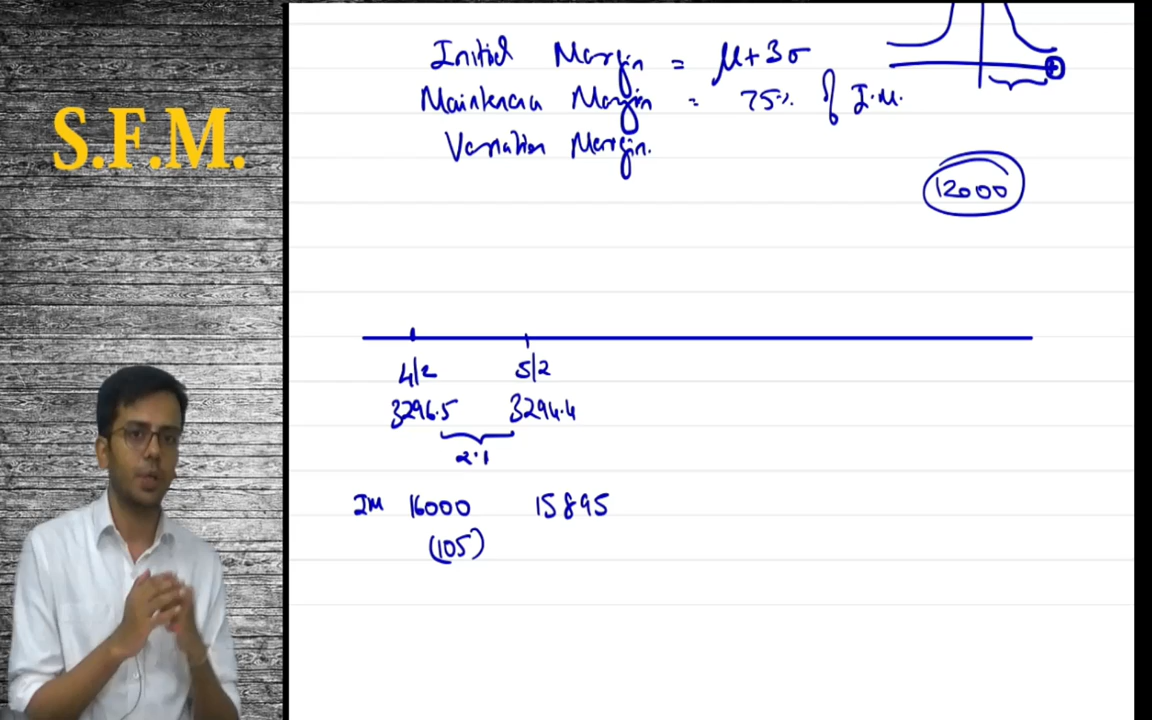 S.F.M.
Initial Margin = μ+3σ
Maintenance Margin = 75% of I.M.
Variation Margin.
12000
4/2 5/2
3296.5 3294.4
2.1
IM 16000 15895
(105)